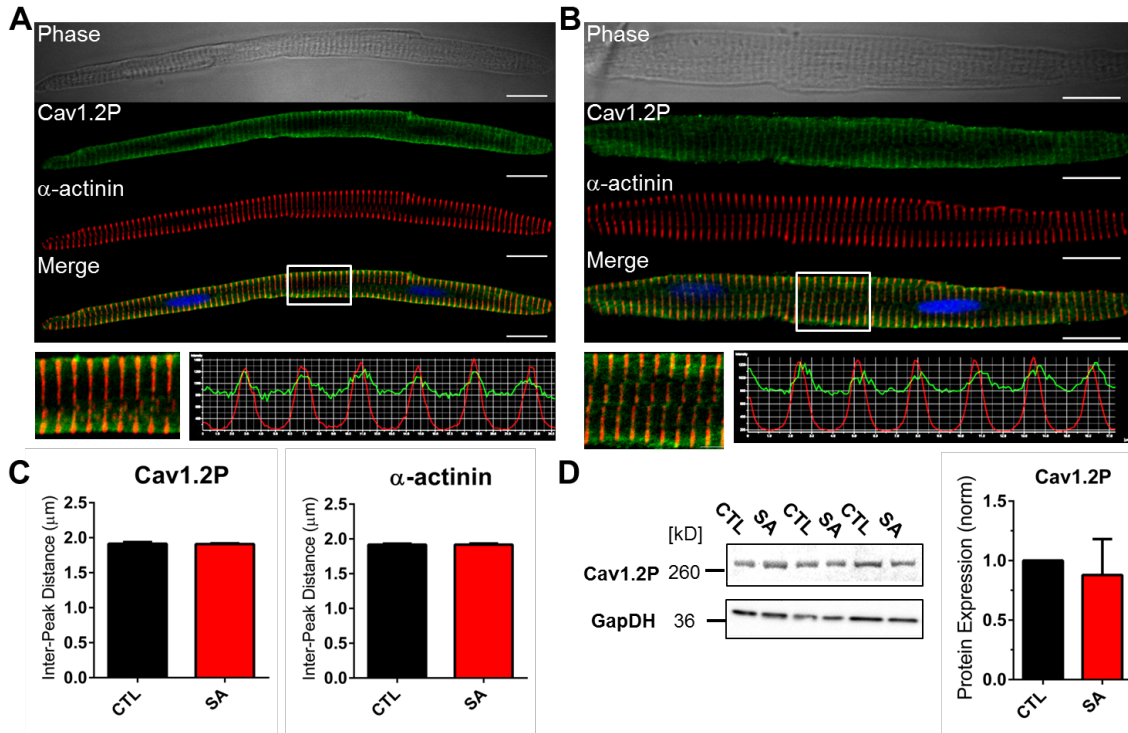 A
Phase
Cav1.2P
α-actinin
Merge
B
Phase
Cav1.2P
α-actinin
Merge
C
Cav1.2P
Inter-Peak Distance (μm)
2.5
2.0
1.5
1.0
0.5
0.0
CTL
SA
α-actinin
Inter-Peak Distance (μm)
2.5
2.0
1.5
1.0
0.5
0.0
CTL
SA
D
CTL SA CTL SA CTL SA
[kD]
Cav1.2P 260
GapDH 36
Cav1.2P
Protein Expression (norm)
1.5
1.0
0.5
0.0
CTL
SA